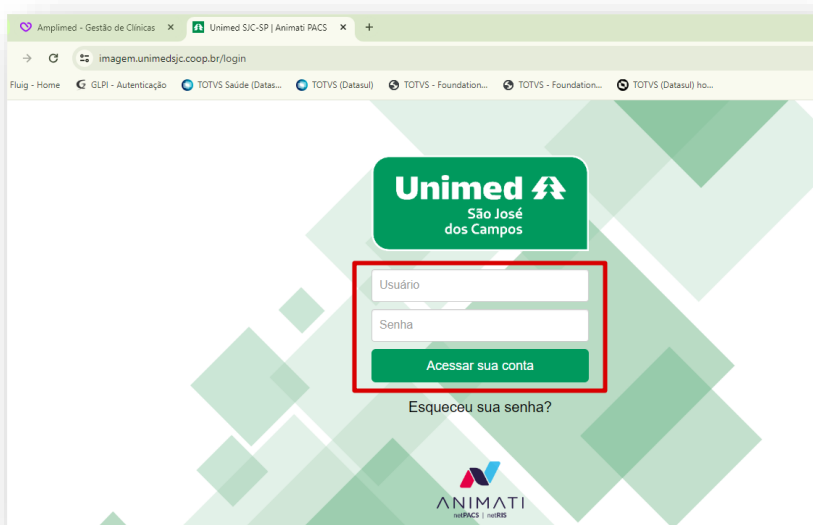 Amplimed - Gestão de Clínicas
Unimed SJC-SP | Animati PACS
imagem.unimedsjc.coop.br/login
Fluig - Home GLPI - Autenticação TOTVS Saúde (Datas... TOTVS (Datasul) TOTVS - Foundation... TOTVS - Foundation... TOTVS (Datasul) ho...
Unimed
São José
dos Campos
Usuário
Senha
Acessar sua conta
Esqueceu sua senha?
ANIMATI
netPACS | netRIS